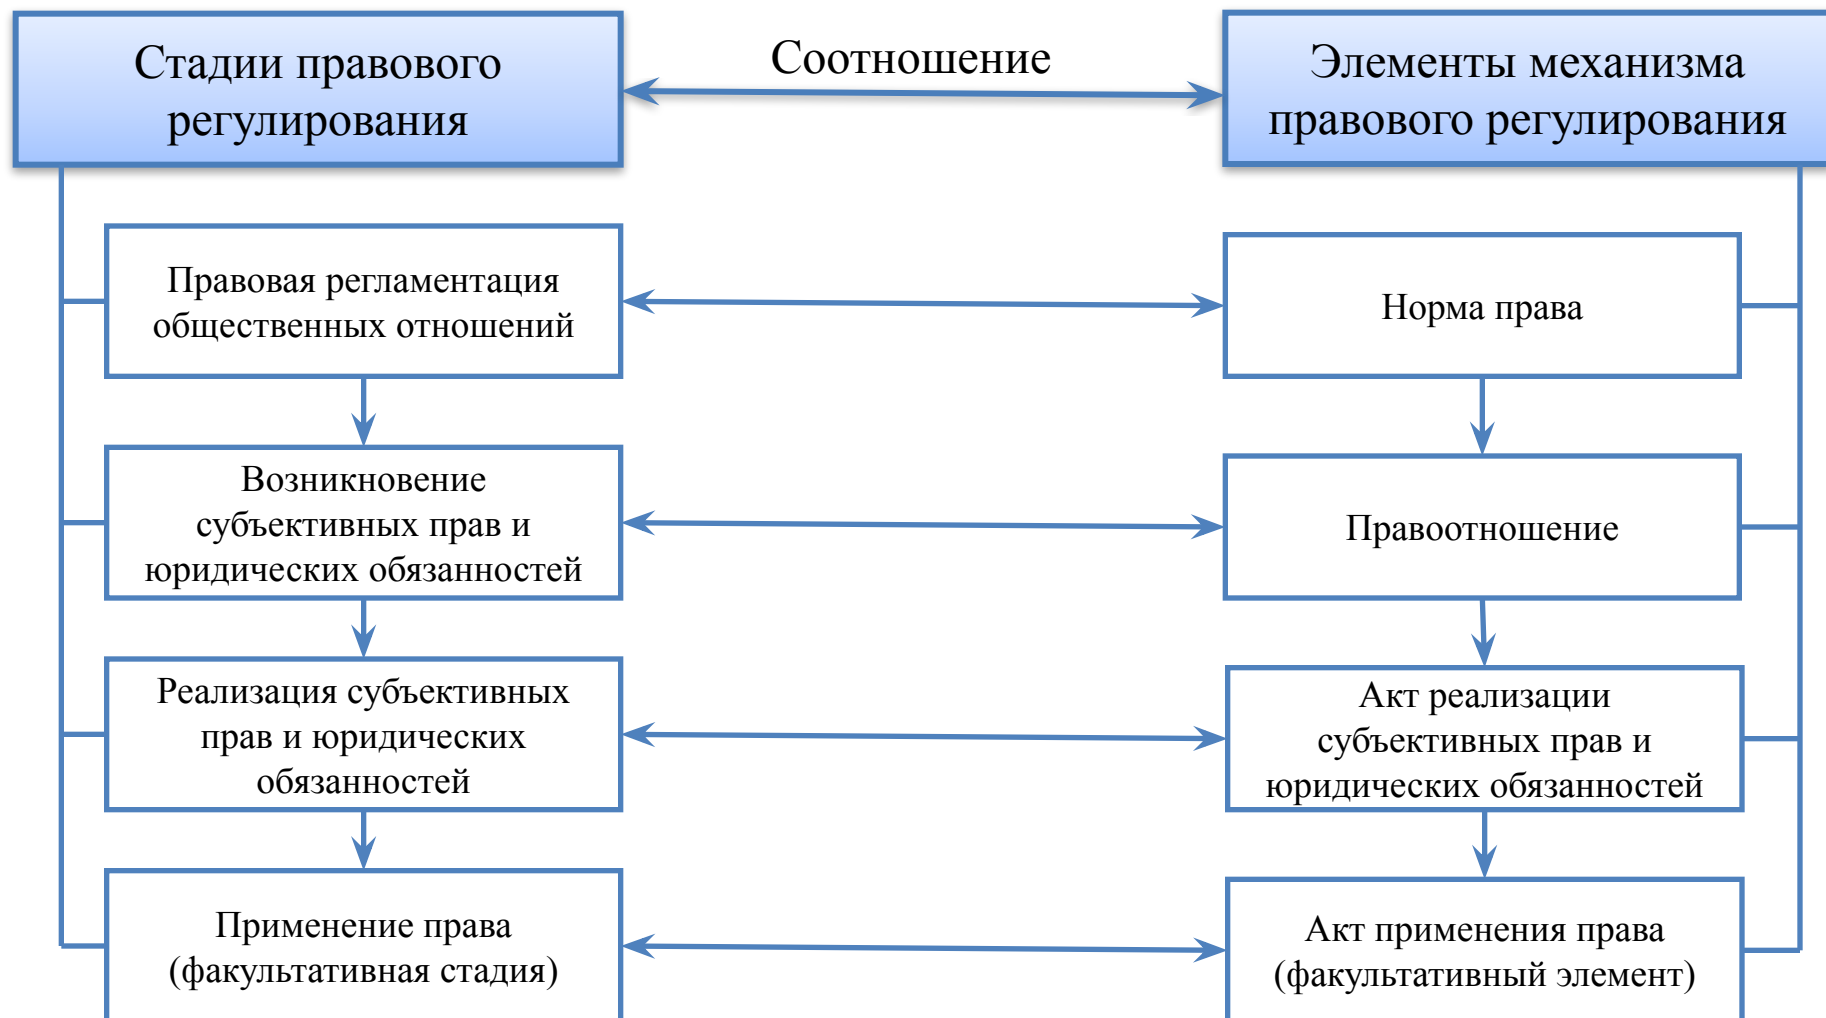 Стадии правового
регулирования
Соотношение
Элементы механизма
правового регулирования
Правовая регламентация
общественных отношений
Норма права
Возникновение
субъективных прав и
юридических обязанностей
Правоотношение
Реализация субъективных
прав и юридических
обязанностей
Акт реализации
субъективных прав и
юридических обязанностей
Применение права
(факультативная стадия)
Акт применения права
(факультативный элемент)